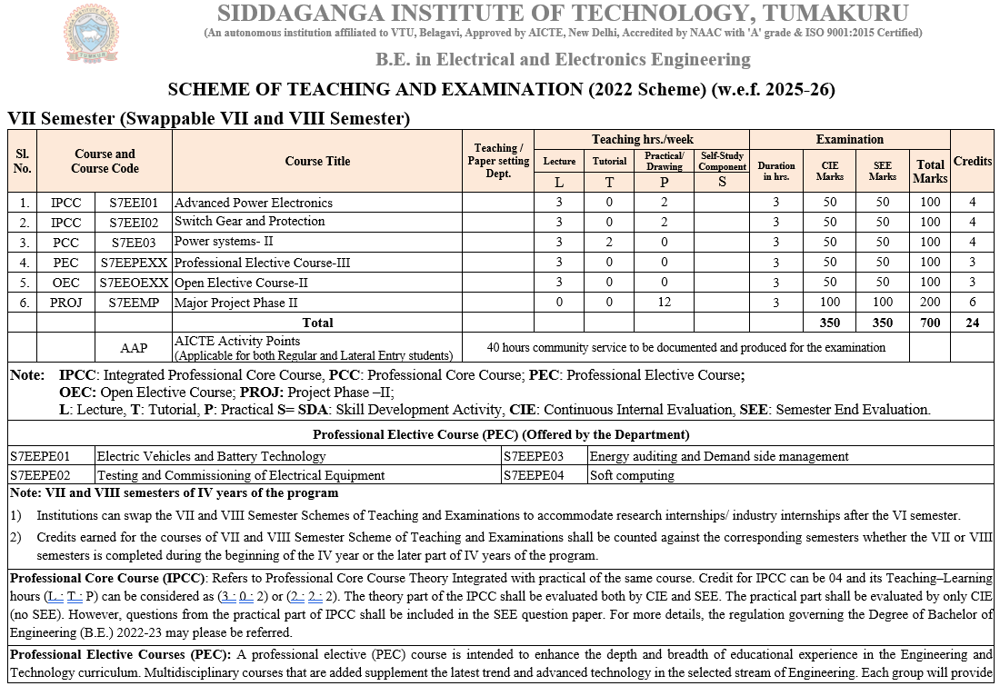 SIDDAGANGA INSTITUTE OF TECHNOLOGY, TUMAKURU
(An autonomous institution affiliated to VTU, Belagavi, Approved by AICTE, New Delhi, Accredited by NAAC with 'A' grade & ISO 9001:2015 Certified)
B.E. in Electrical and Electronics Engineering
SCHEME OF TEACHING AND EXAMINATION (2022 Scheme) (w.e.f. 2025-26)
VII Semester (Swappable VII and VIII Semester)
Sl. No. Course and Course Code Course Title Teaching / Paper setting Dept. Teaching hrs./week Examination Credits
Lecture Tutorial Practical/ Drawing Self-Study Component Duration in hrs. CIE Marks SEE Marks Total Marks
L T P S
1. IPCC S7EEI01 Advanced Power Electronics 3 0 2 3 50 50 100 4
2. IPCC S7EEI02 Switch Gear and Protection 3 0 2 3 50 50 100 4
3. PCC S7EE03 Power systems- II 3 2 0 3 50 50 100 4
4. PEC S7EEPEXX Professional Elective Course-III 3 0 0 3 50 50 100 3
5. OEC S7EEOEXX Open Elective Course-II 3 0 0 3 50 50 100 3
6. PROJ S7EEMP Major Project Phase II 0 0 12 3 100 100 200 6
Total 350 350 700 24
AAP AICTE Activity Points (Applicable for both Regular and Lateral Entry students) 40 hours community service to be documented and produced for the examination
Note: IPCC: Integrated Professional Core Course, PCC: Professional Core Course; PEC: Professional Elective Course;
OEC: Open Elective Course; PROJ: Project Phase –II;
L: Lecture, T: Tutorial, P: Practical S= SDA: Skill Development Activity, CIE: Continuous Internal Evaluation, SEE: Semester End Evaluation.
Professional Elective Course (PEC) (Offered by the Department)
S7EEPE01 Electric Vehicles and Battery Technology S7EEPE03 Energy auditing and Demand side management
S7EEPE02 Testing and Commissioning of Electrical Equipment S7EEPE04 Soft computing
Note: VII and VIII semesters of IV years of the program
1) Institutions can swap the VII and VIII Semester Schemes of Teaching and Examinations to accommodate research internships/ industry internships after the VI semester.
2) Credits earned for the courses of VII and VIII Semester Scheme of Teaching and Examinations shall be counted against the corresponding semesters whether the VII or VIII
semesters is completed during the beginning of the IV year or the later part of IV years of the program.
Professional Core Course (IPCC): Refers to Professional Core Course Theory Integrated with practical of the same course. Credit for IPCC can be 04 and its Teaching–Learning
hours (L : T : P) can be considered as (3 : 0 : 2) or (2 : 2 : 2). The theory part of the IPCC shall be evaluated both by CIE and SEE. The practical part shall be evaluated by only CIE
(no SEE). However, questions from the practical part of IPCC shall be included in the SEE question paper. For more details, the regulation governing the Degree of Bachelor of
Engineering (B.E.) 2022-23 may please be referred.
Professional Elective Courses (PEC): A professional elective (PEC) course is intended to enhance the depth and breadth of educational experience in the Engineering and
Technology curriculum. Multidisciplinary courses that are added supplement the latest trend and advanced technology in the selected stream of Engineering. Each group will provide